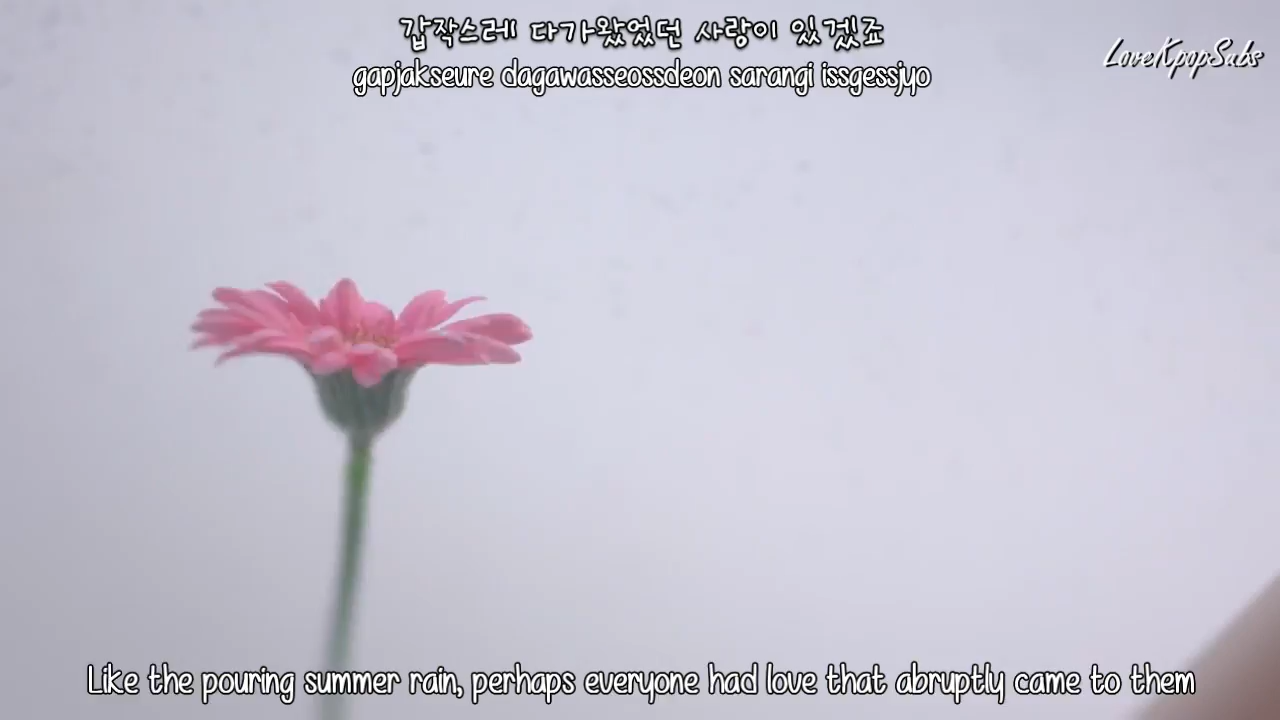 갑작스레 다가왔었던 사랑이 있겠죠
gapjakseure dagawasseossdeon sarangi issgessjyo
LoveKpopSubs
Like the pouring summer rain, perhaps everyone had love that abruptly came to them